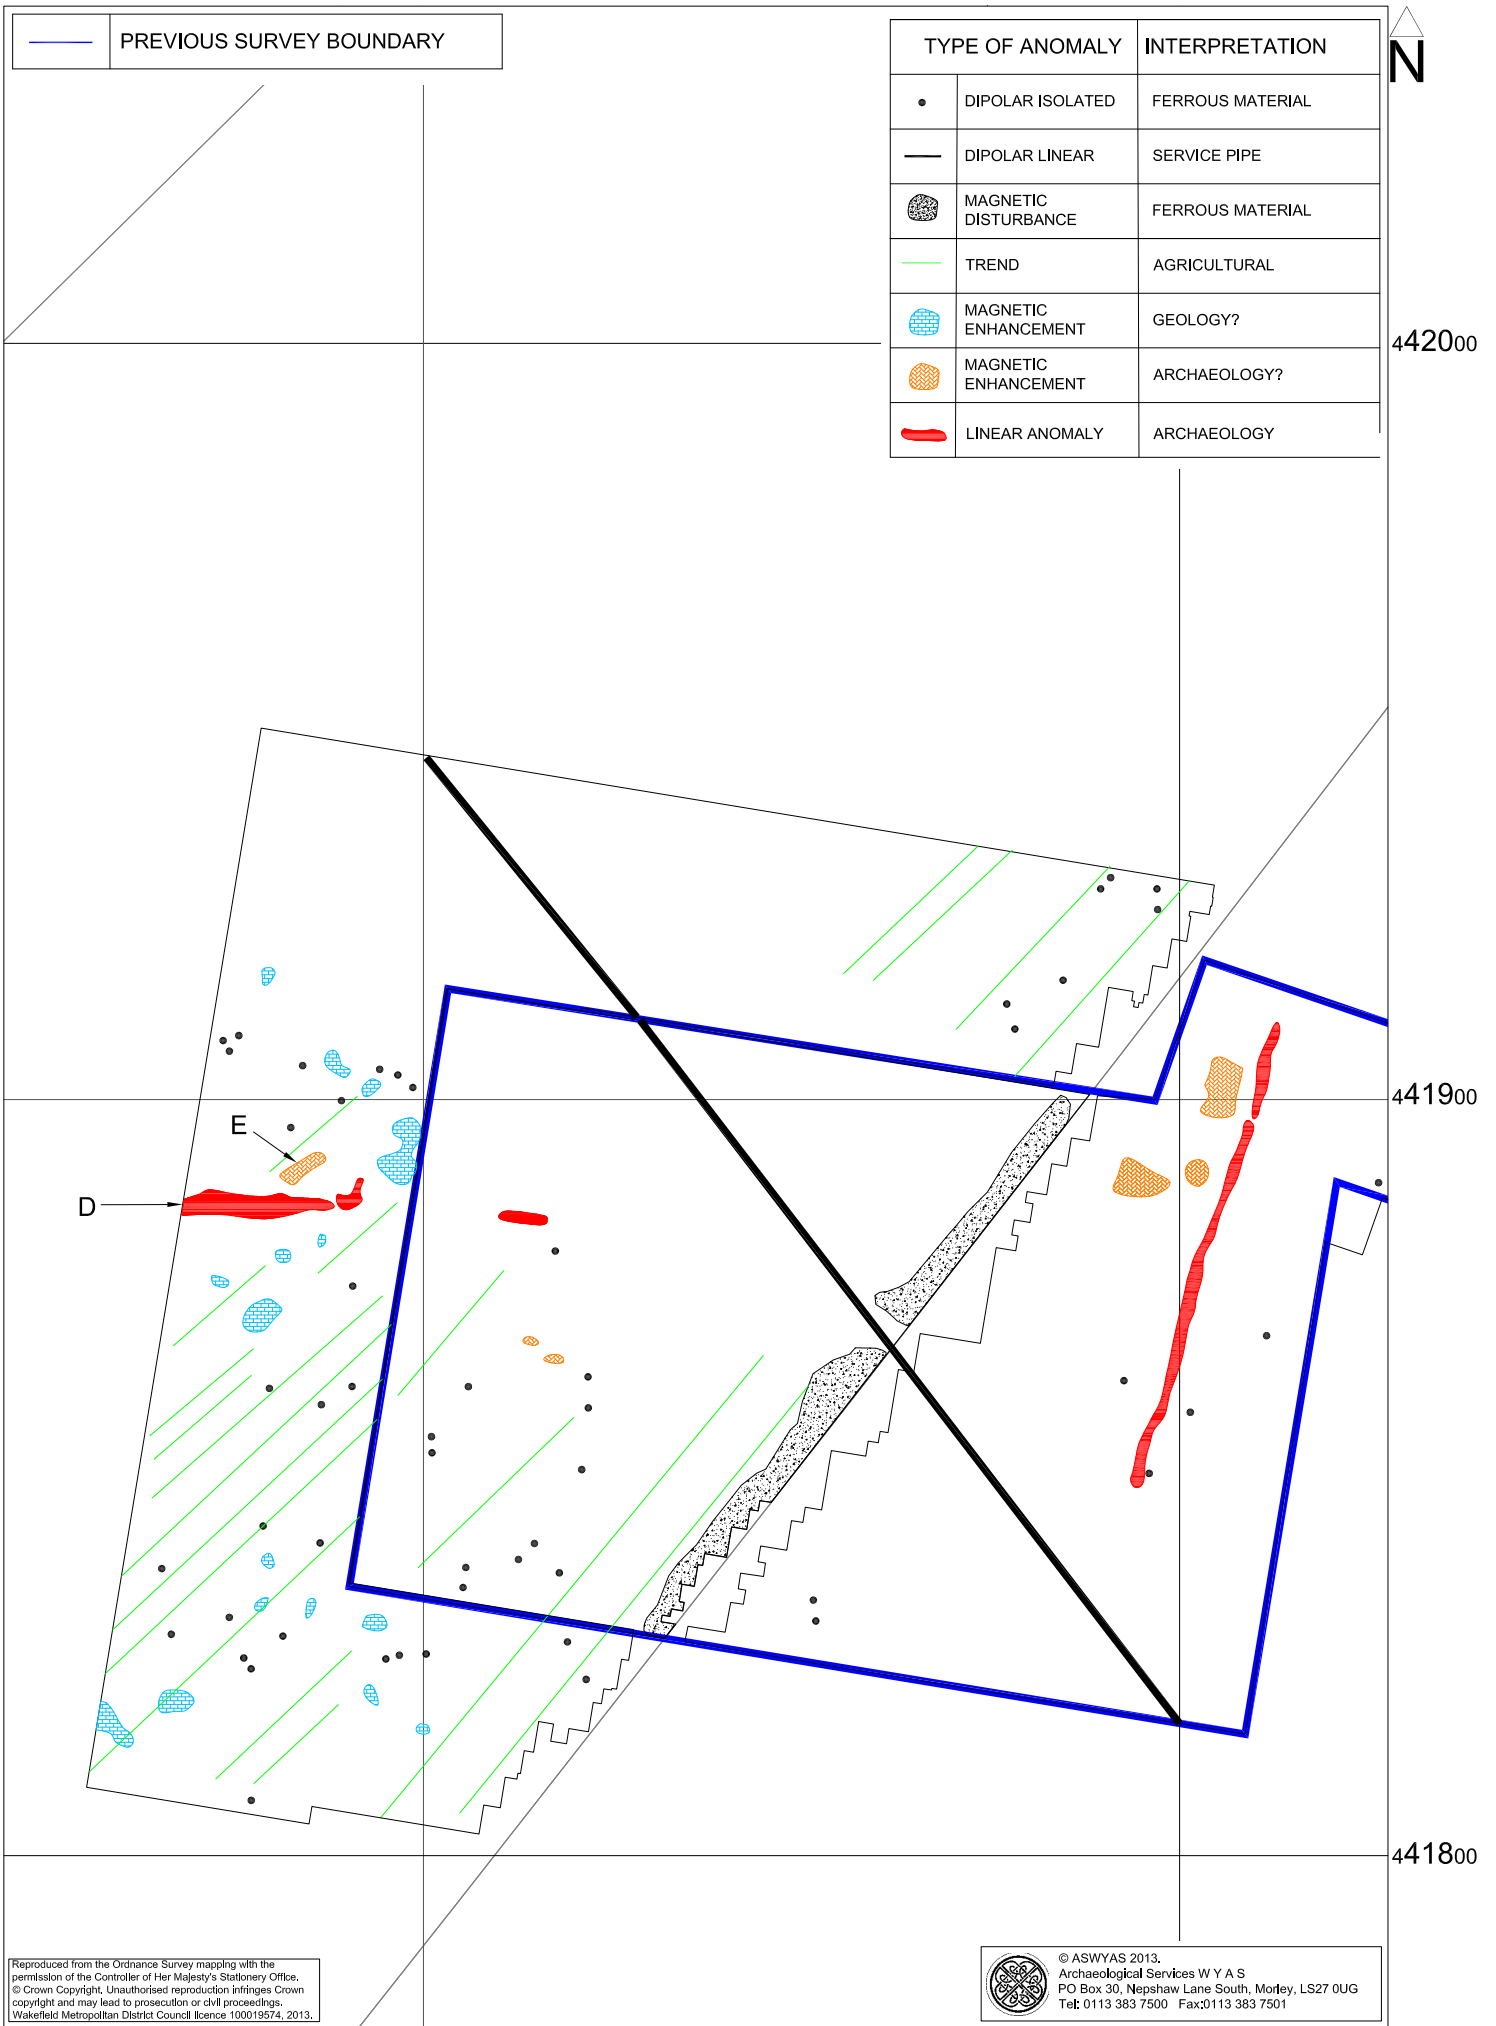 PREVIOUS SURVEY BOUNDARY
TYPE OF ANOMALY INTERPRETATION
DIPOLAR ISOLATED FERROUS MATERIAL
DIPOLAR LINEAR SERVICE PIPE
MAGNETIC
DISTURBANCE
FERROUS MATERIAL
TREND AGRICULTURAL
MAGNETIC
ENHANCEMENT
GEOLOGY?
MAGNETIC
ENHANCEMENT
ARCHAEOLOGY?
LINEAR ANOMALY ARCHAEOLOGY
N
442000
441900
E
D
441800
Reproduced from the Ordnance Survey mapping with the
permission of the Controller of Her Majesty's Stationery Office.
© Crown Copyright. Unauthorised reproduction infringes Crown
copyright and may lead to prosecution or civil proceedings.
Wakefield Metropolitan District Council licence 100019574, 2013.
© ASWYAS 2013.
Archaeological Services W Y A S
PO Box 30, Nepshaw Lane South, Morley, LS27 0UG
Tel: 0113 383 7500 Fax:0113 383 7501